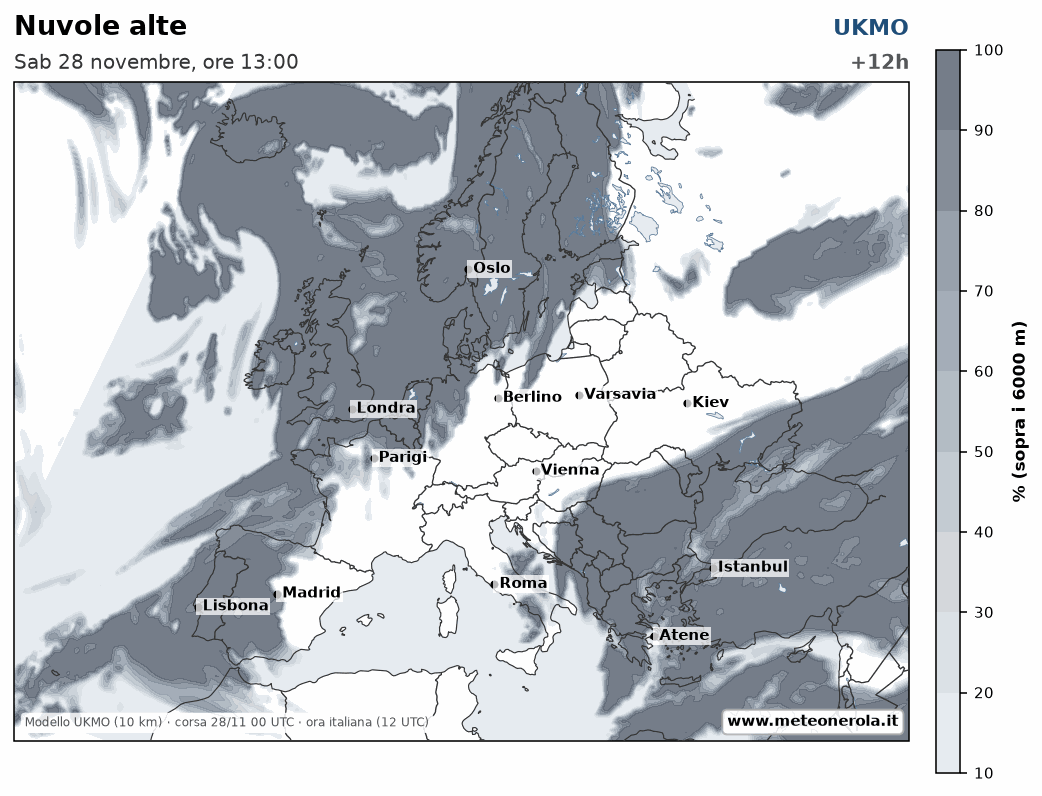 Nuvole alte
UKMO
Sab 28 novembre, ore 13:00
+12h
100
90
80
70
60
50
40
30
20
10
% (sopra i 6000 m)
Oslo
Londra
Berlino
Varsavia
Kiev
Parigi
Vienna
Istanbul
Roma
Madrid
Lisbona
Atene
Modello UKMO (10 km) · corsa 28/11 00 UTC · ora italiana (12 UTC)
www.meteonerola.it